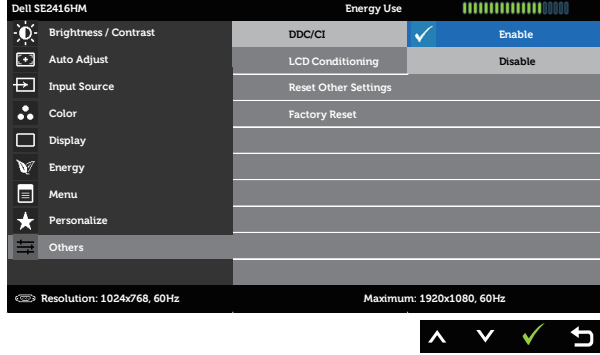 Dell SE2416HM Energy Use
Brightness / Contrast DDC/CI Enable
Auto Adjust LCD Conditioning Disable
Input Source Reset Other Settings
Color Factory Reset
Display
Energy
Menu
Personalize
Others
Resolution: 1024x768, 60Hz Maximum: 1920x1080, 60Hz